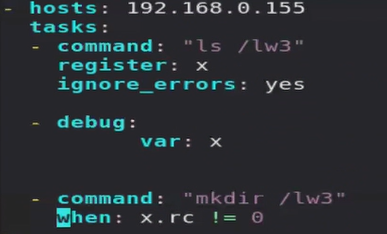 - hosts: 192.168.0.155
  tasks:
  - command: "ls /lw3"
    register: x
    ignore_errors: yes
  - debug:
          var: x
  - command: "mkdir /lw3"
    when: x.rc != 0